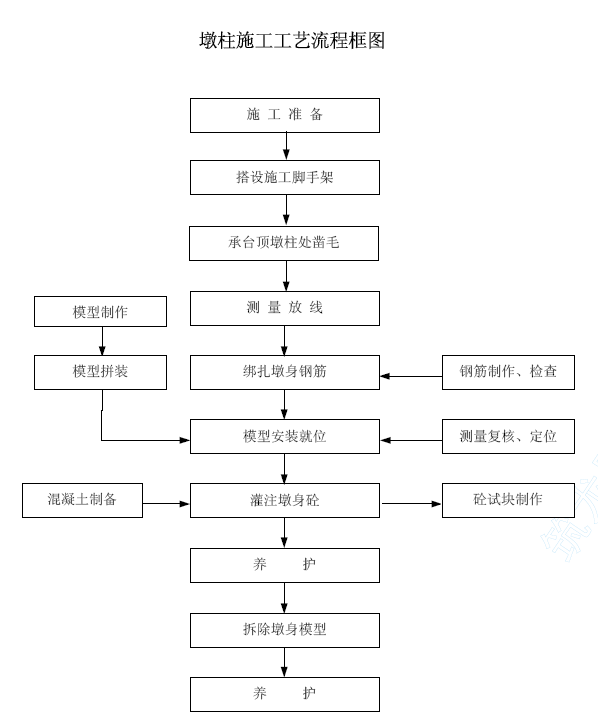 墩柱施工工艺流程框图
施 工 准 备
搭设施工脚手架
承台顶墩柱处凿毛
模型制作
测 量 放 线
模型拼装
绑扎墩身钢筋
钢筋制作、检查
模型安装就位
测量复核、定位
混凝土制备
灌注墩身砼
砼试块制作
养 护
拆除墩身模型
养 护